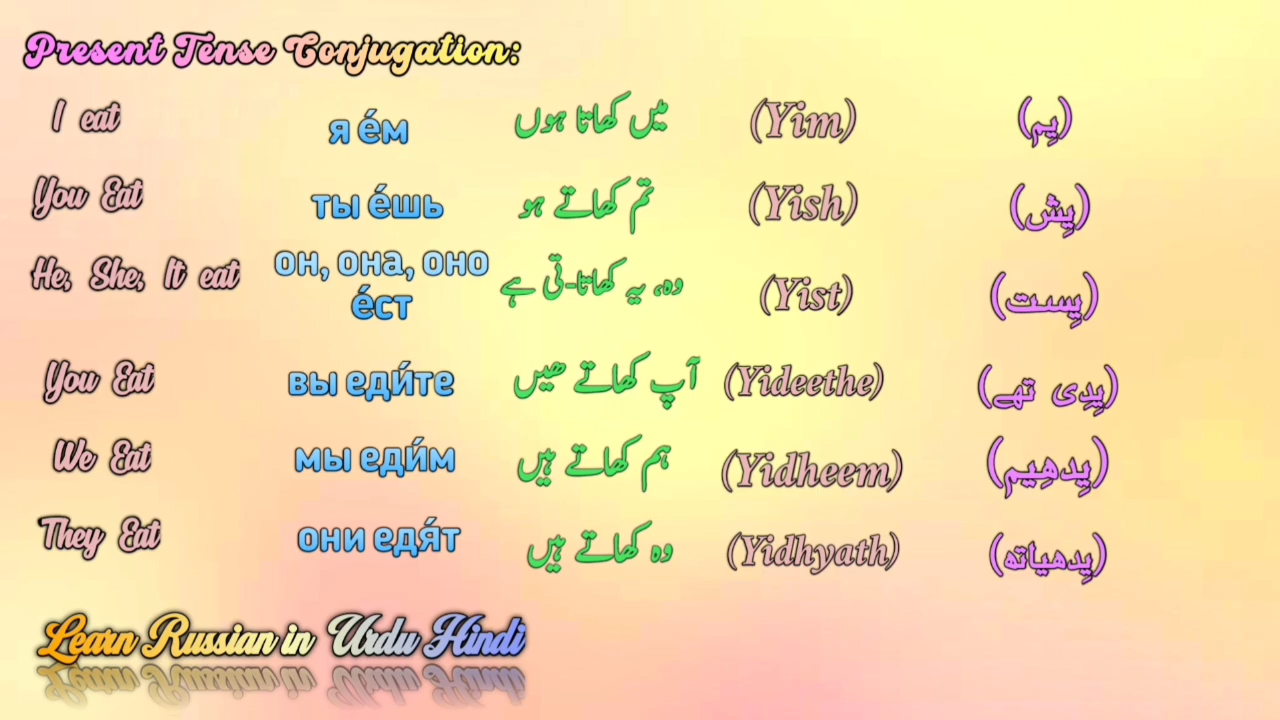 Present Tense Conjugation:
I eat я е́м میں کھاتا ہوں (Yim) (یِم)
You Eat ты е́шь تم کھاتے ہو (Yish) (یِش)
He, She, It eat он, она, оно е́ст وہ، یہ کھاتا-تی ہے (Yist) (یِست)
You Eat вы еди́те آپ کھاتے ھیں (Yideethe) (یِدِی تھے)
We Eat мы еди́м ہم کھاتے ہیں (Yidheem) (یِدھِیم)
They Eat они едя́т وہ کھاتے ہیں (Yidhyath) (یِدھیاتھ)
Learn Russian in Urdu Hindi